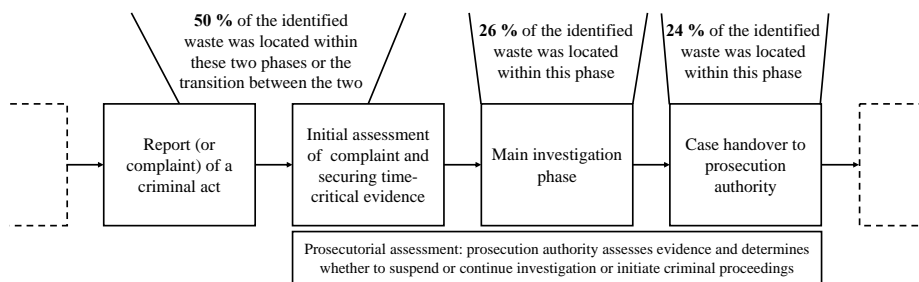 50 % of the identified
waste was located within
these two phases or the
transition between the two
26 % of the identified
waste was located
within this phase
24 % of the identified
waste was located
within this phase
Report (or
complaint) of a
criminal act
Initial assessment
of complaint and
securing time-
critical evidence
Main investigation
phase
Case handover to
prosecution
authority
Prosecutorial assessment: prosecution authority assesses evidence and determines
whether to suspend or continue investigation or initiate criminal proceedings